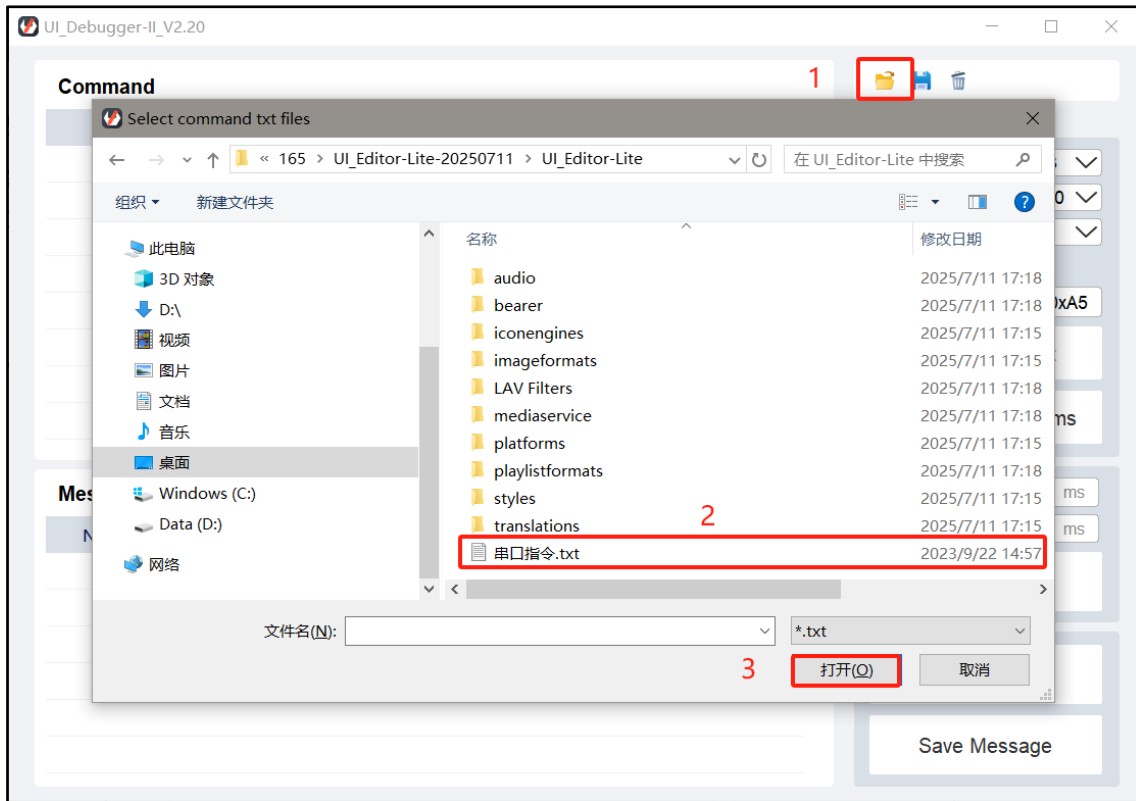 UI_Debugger-II_V2.20
1
Command
Select command txt files
« 165 › UI_Editor-Lite-20250711 › UI_Editor-Lite
在 UI_Editor-Lite 中搜索
组织
新建文件夹
0
名称
修改日期
此电脑
3D 对象
D:\
视频
图片
文档
音乐
桌面
Windows (C:)
Data (D:)
网络
audio 2025/7/11 17:18
bearer 2025/7/11 17:18
iconengines 2025/7/11 17:15
imageformats 2025/7/11 17:15
LAV Filters 2025/7/11 17:18
mediaservice 2025/7/11 17:18
platforms 2025/7/11 17:15
playlistformats 2025/7/11 17:18
styles 2025/7/11 17:15
translations 2025/7/11 17:15
2
串口指令.txt 2023/9/22 14:57
xA5
ms
Mes
N
ms
ms
文件名(N):
*.txt
3
打开(O)
取消
Save Message